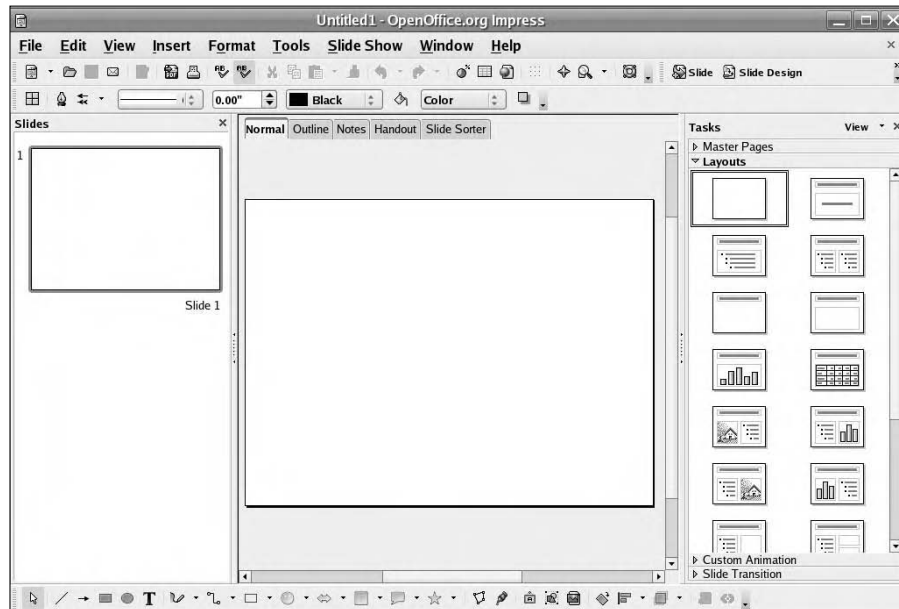 Untitled1 - OpenOffice.org Impress
File Edit View Insert Format Tools Slide Show Window Help
Slide Slide Design
0.00" Black Color
Slides
Normal Outline Notes Handout Slide Sorter
Tasks View
Master Pages
Layouts
1
Slide 1
Custom Animation
Slide Transition
T